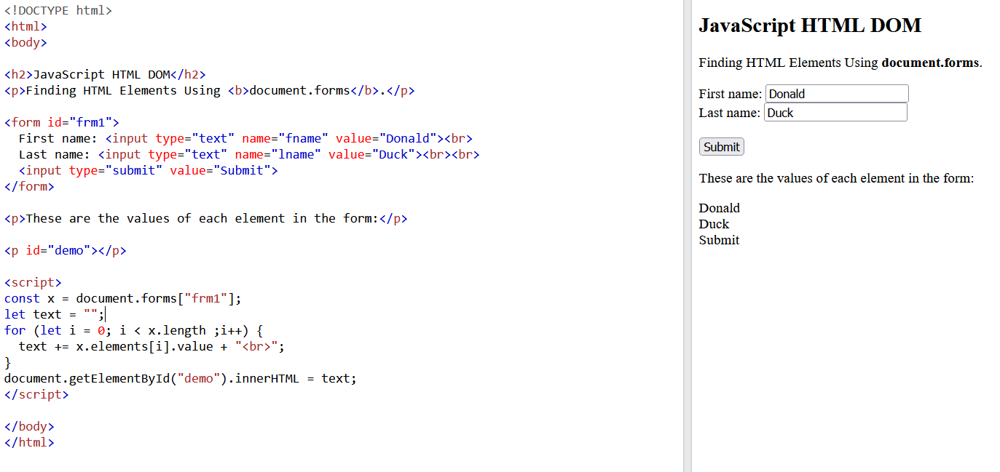 <!DOCTYPE html>
<html>
<body>
<h2>JavaScript HTML DOM</h2>
<p>Finding HTML Elements Using <b>document.forms</b>.</p>
<form id="frm1">
  First name: <input type="text" name="fname" value="Donald"><br>
  Last name: <input type="text" name="lname" value="Duck"><br><br>
  <input type="submit" value="Submit">
</form>
<p>These are the values of each element in the form:</p>
<p id="demo"></p>
<script>
const x = document.forms["frm1"];
let text = "";
for (let i = 0; i < x.length ;i++) {
  text += x.elements[i].value + "<br>";
}
document.getElementById("demo").innerHTML = text;
</script>
</body>
</html>
JavaScript HTML DOM
Finding HTML Elements Using document.forms.
First name: Donald
Last name: Duck
Submit
These are the values of each element in the form:
Donald
Duck
Submit